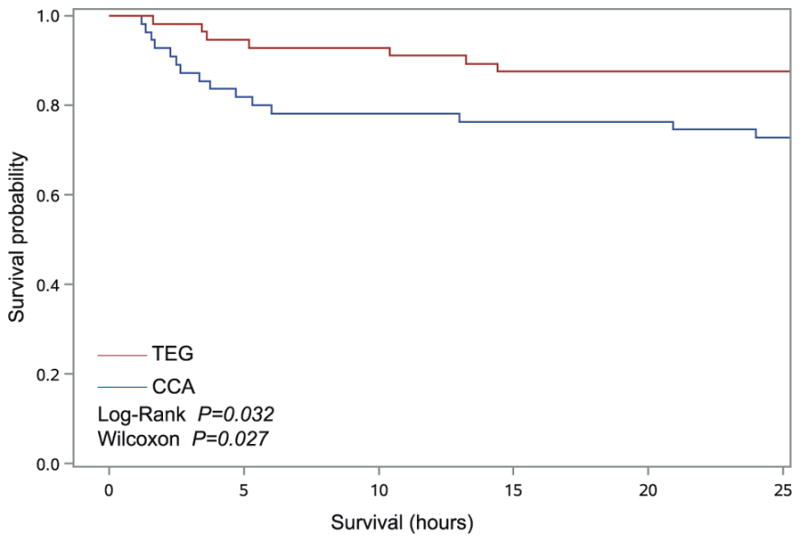 1.0
0.8
0.6
0.4
0.2
0.0
Survival probability
TEG
CCA
Log-Rank P=0.032
Wilcoxon P=0.027
0 5 10 15 20 25
Survival (hours)